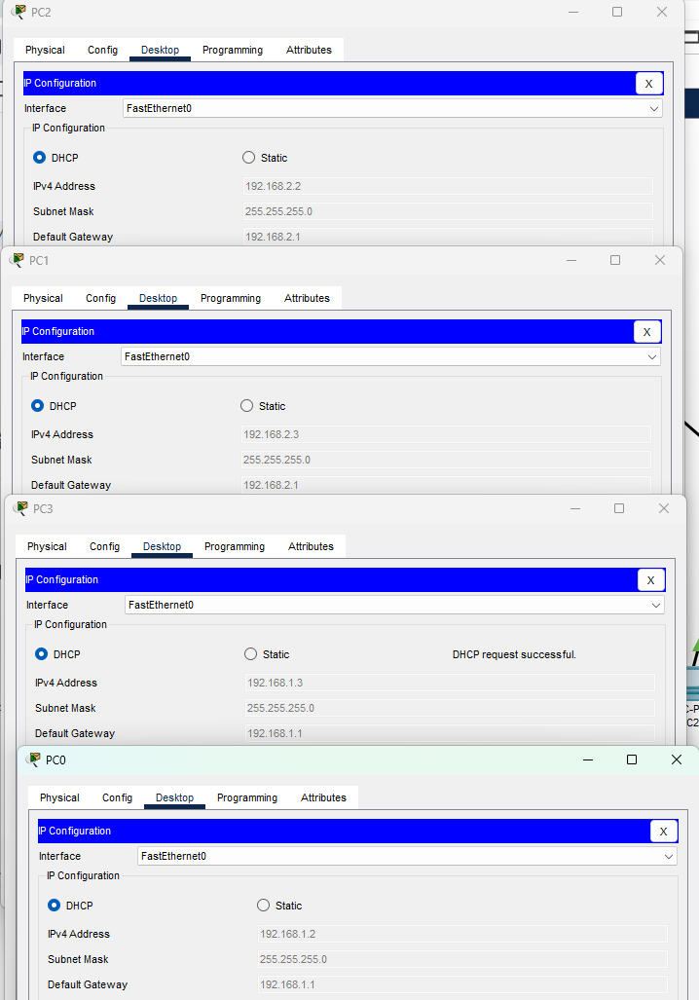 PC2
Physical Config Desktop Programming Attributes
IP Configuration X
Interface FastEthernet0
IP Configuration
DHCP Static
IPv4 Address 192.168.2.2
Subnet Mask 255.255.255.0
Default Gateway 192.168.2.1
PC1
Physical Config Desktop Programming Attributes
IP Configuration X
Interface FastEthernet0
IP Configuration
DHCP Static
IPv4 Address 192.168.2.3
Subnet Mask 255.255.255.0
Default Gateway 192.168.2.1
PC3
Physical Config Desktop Programming Attributes
IP Configuration X
Interface FastEthernet0
IP Configuration
DHCP Static DHCP request successful.
IPv4 Address 192.168.1.3
Subnet Mask 255.255.255.0
Default Gateway 192.168.1.1
PC0
Physical Config Desktop Programming Attributes
IP Configuration X
Interface FastEthernet0
IP Configuration
DHCP Static
IPv4 Address 192.168.1.2
Subnet Mask 255.255.255.0
Default Gateway 192.168.1.1